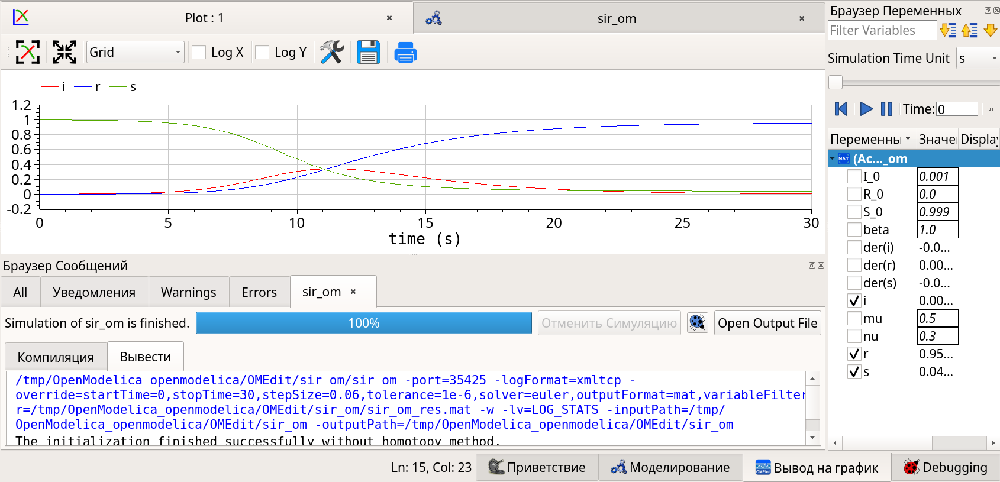 Plot : 1
sir_om
Grid
Log X
Log Y
i
r
s
1.2
1
0.8
0.6
0.4
0.2
0
-0.2
0 5 10 15 20 25 30
time (s)
Браузер Сообщений
All Уведомления Warnings Errors sir_om
Simulation of sir_om is finished. 100% Отменить Симуляцию Open Output File
Компиляция Вывести
/tmp/OpenModelica_openmodelica/OMEdit/sir_om/sir_om -port=35425 -logFormat=xmltcp -
override=startTime=0,stopTime=30,stepSize=0.06,tolerance=1e-6,solver=euler,outputFormat=mat,variableFilter
r=/tmp/OpenModelica_openmodelica/OMEdit/sir_om/sir_om_res.mat -w -lv=LOG_STATS -inputPath=/tmp/
OpenModelica_openmodelica/OMEdit/sir_om -outputPath=/tmp/OpenModelica_openmodelica/OMEdit/sir_om
The initialization finished successfully without homotopy method.
Браузер Переменных
Filter Variables
Simulation Time Unit s
Time: 0 »
Переменны Значе Display
MAT (Ac..._om
I_0 0.001
R_0 0.0
S_0 0.999
beta 1.0
der(i) -0.0...
der(r) 0.00...
der(s) -0.0...
i 0.00...
mu 0.5
nu 0.3
r 0.95...
s 0.04...
Ln: 15, Col: 23 Приветствие Моделирование OMPlot Вывод на график Debugging